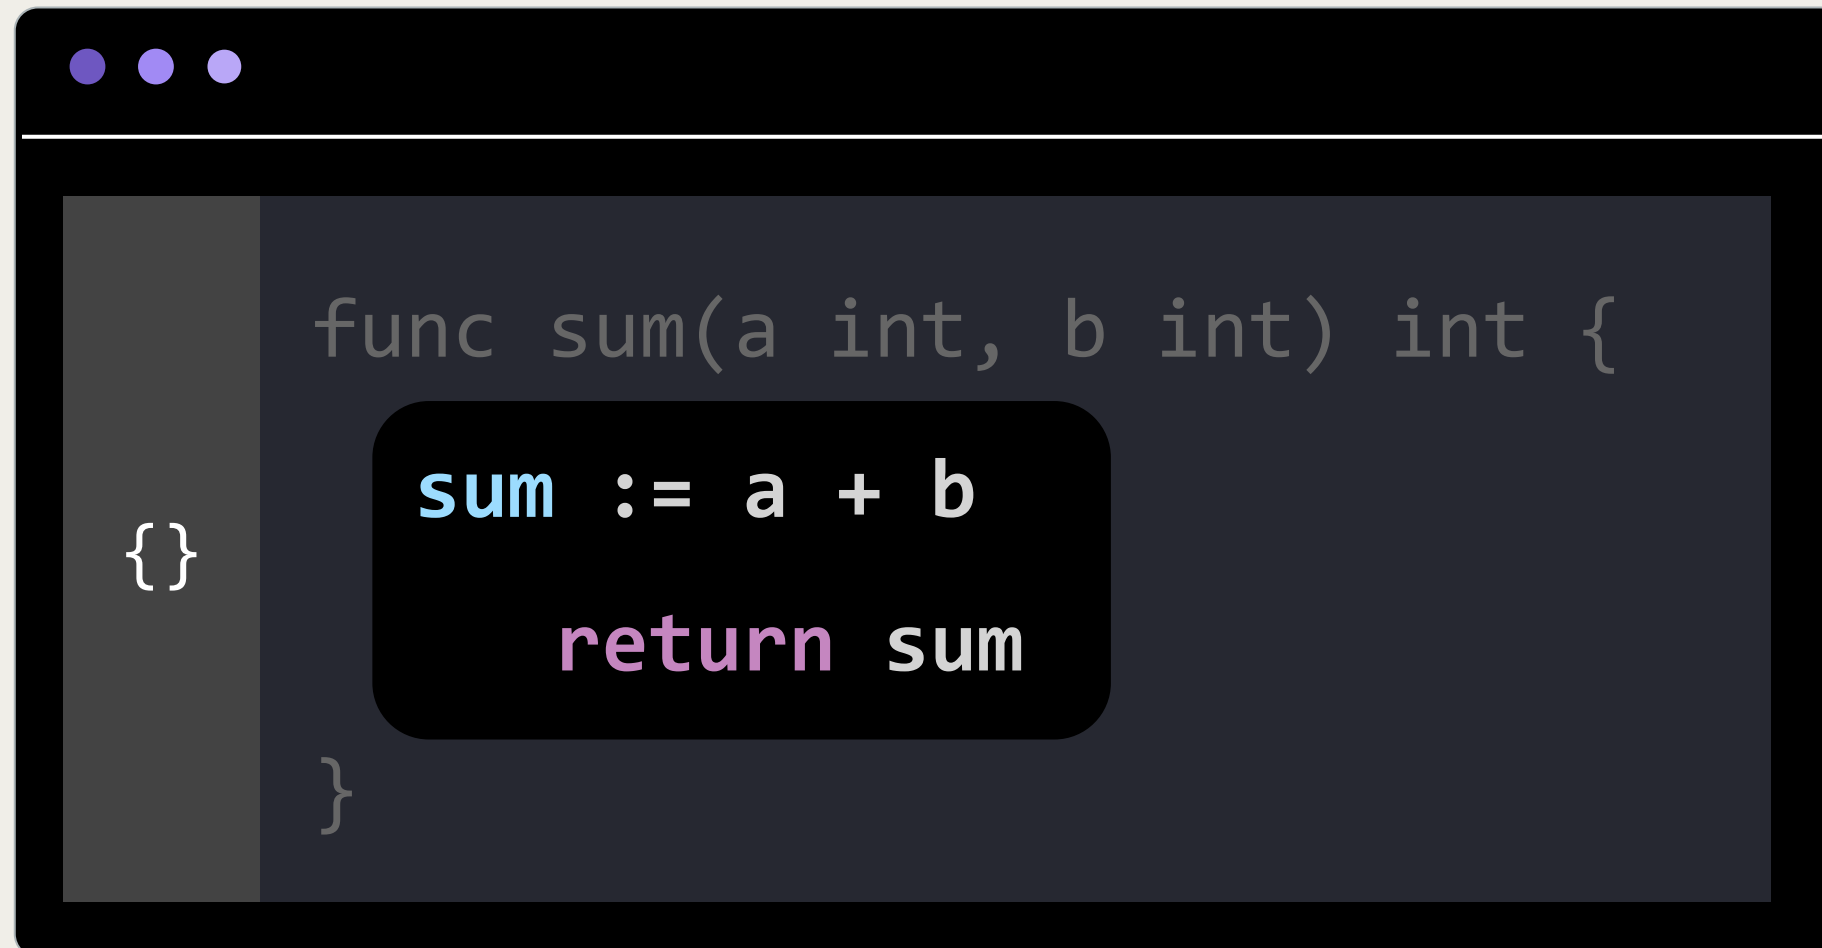 func sum(a int, b int) int {
sum := a + b
{}
return sum
}